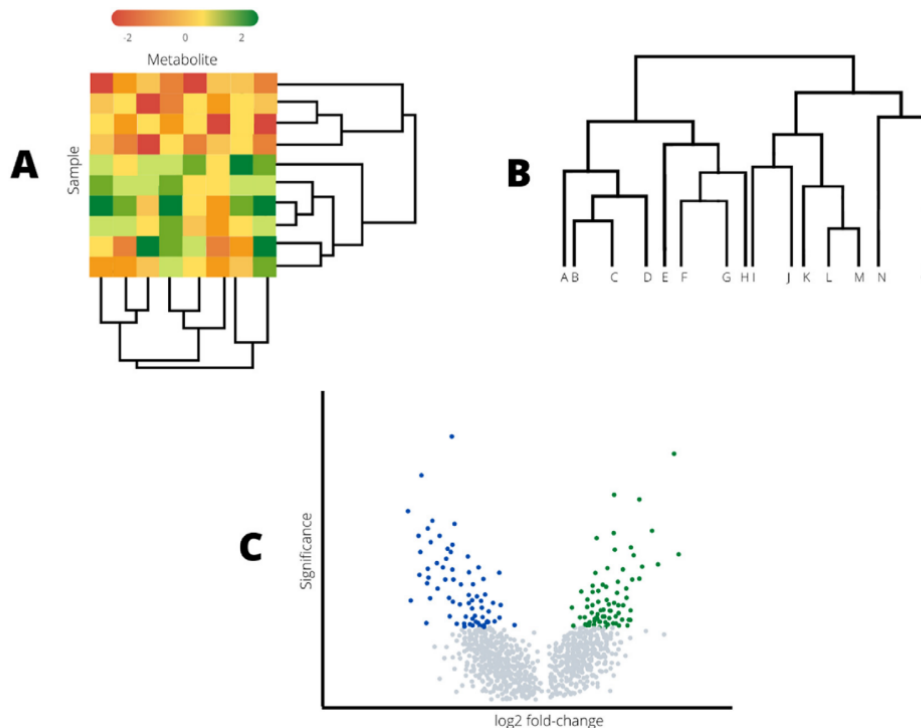 -2 0 2
Metabolite
Sample
A
B
A B C D E F G H I J K L M N
C
Significance
log2 fold-change